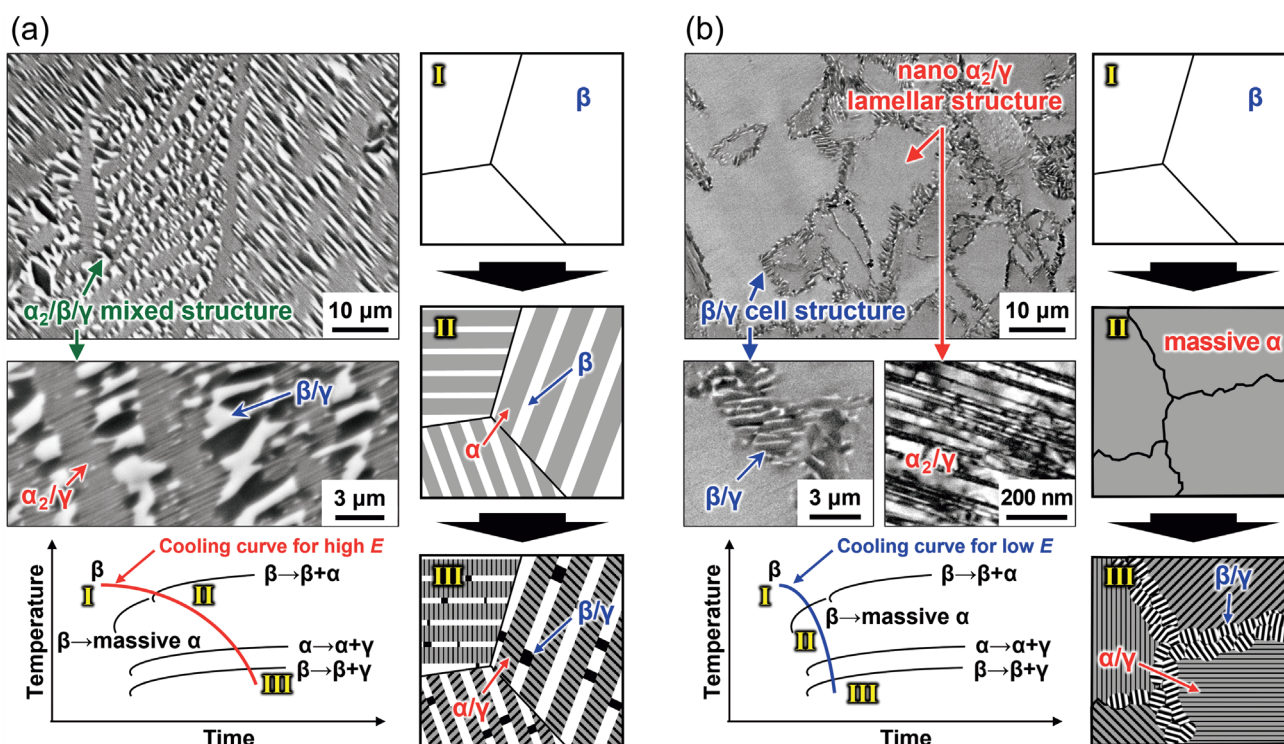 (a)
I
β
α₂/β/γ mixed structure
10 μm
II
β
α
β/γ
α₂/γ
3 μm
Cooling curve for high E
β
I
II
β→β+α
β→massive α
α→α+γ
β→β+γ
III
Temperature
Time
III
β/γ
α/γ
(b)
nano α₂/γ
lamellar structure
β/γ cell structure
10 μm
I
β
II
massive α
β/γ
3 μm
α₂/γ
200 nm
Cooling curve for low E
β
I
β→β+α
β→massive α
II
α→α+γ
β→β+γ
III
Temperature
Time
III
β/γ
α/γ